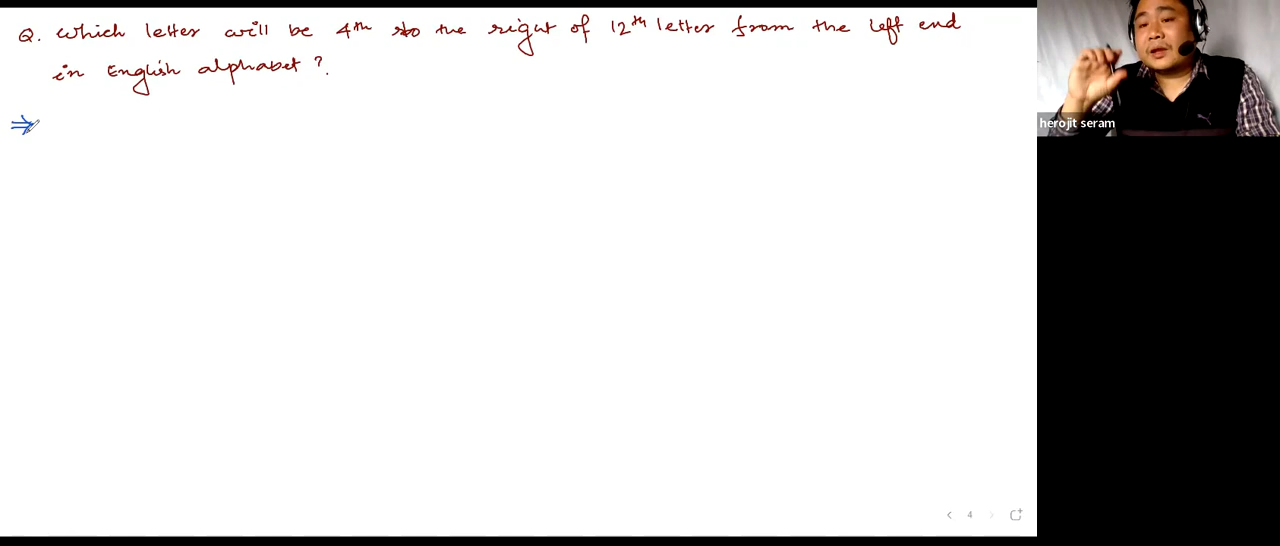 Q. Which letter will be 4th to the right of 12th letter from the left end
in English alphabet ?
⇒
herojit seram
< 4 >